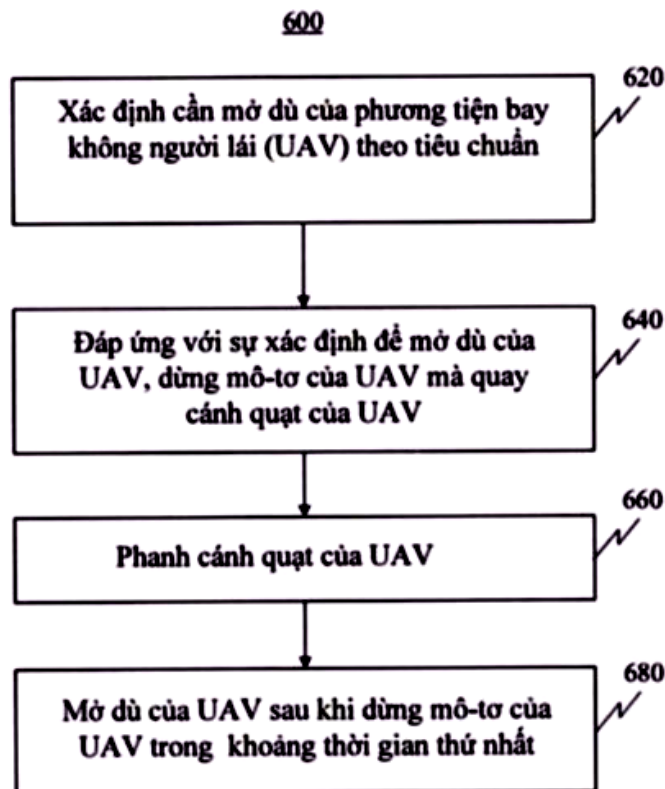 600
620
Xác định cần mở dù của phương tiện bay
không người lái (UAV) theo tiêu chuẩn
640
Đáp ứng với sự xác định để mở dù của
UAV, dừng mô-tơ của UAV mà quay
cánh quạt của UAV
660
Phanh cánh quạt của UAV
680
Mở dù của UAV sau khi dừng mô-tơ của
UAV trong khoảng thời gian thứ nhất